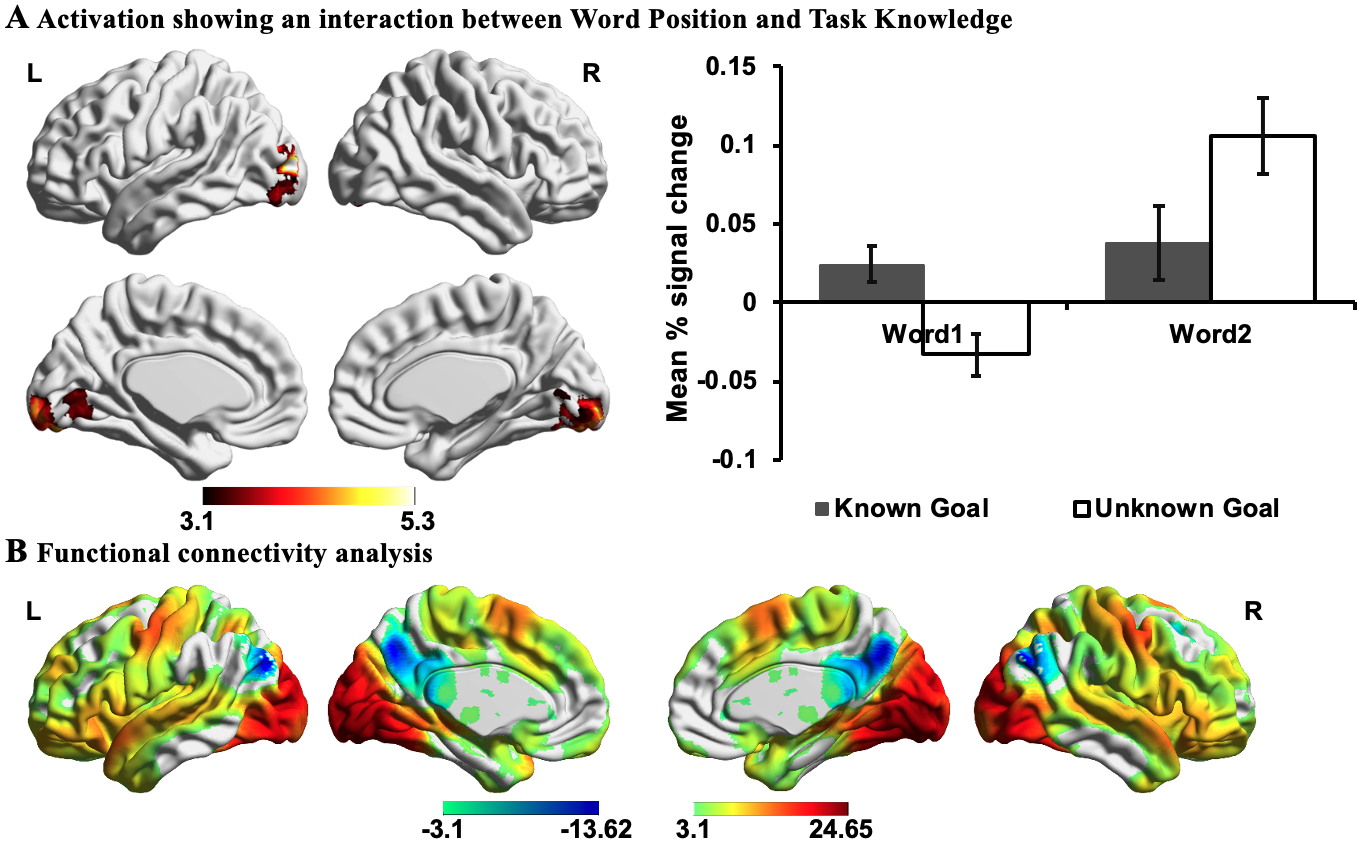 A Activation showing an interaction between Word Position and Task Knowledge
L
R
3.1
5.3
Mean % signal change
0.15
0.1
0.05
0
-0.05
-0.1
Word1
Word2
Known Goal
Unknown Goal
B Functional connectivity analysis
L
R
-3.1
-13.62
3.1
24.65